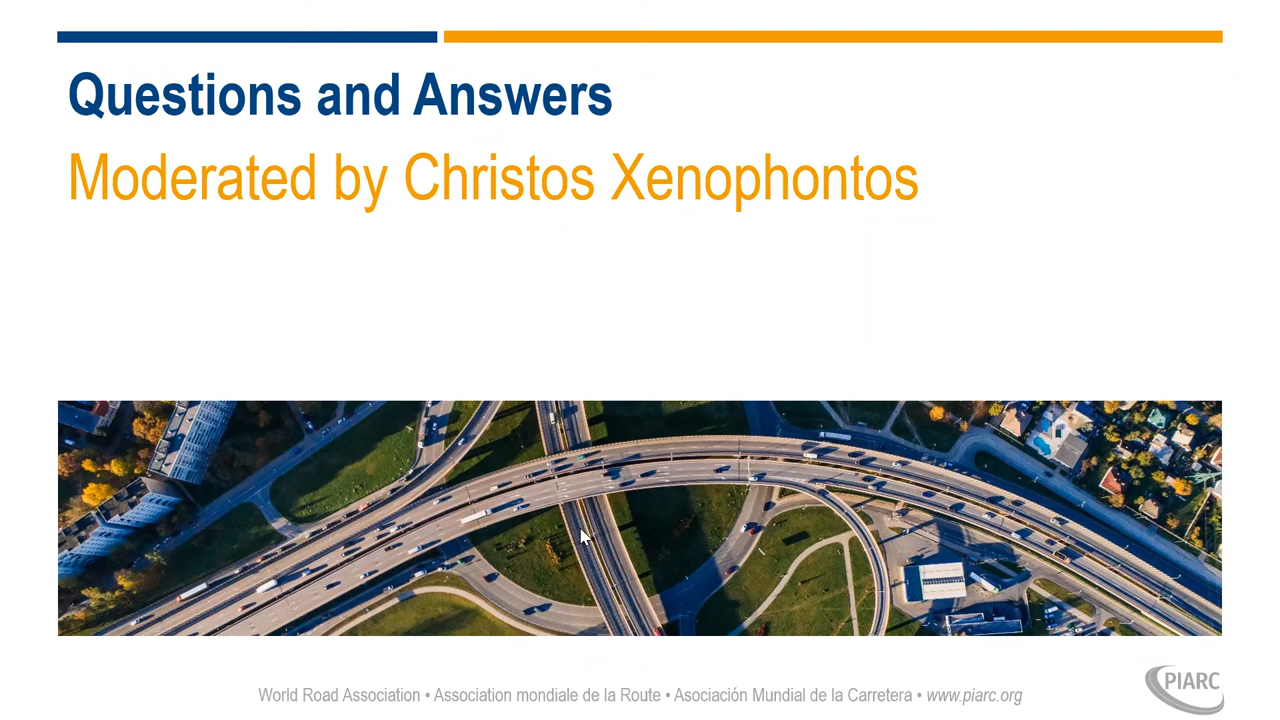 Questions and Answers
Moderated by Christos Xenophontos
World Road Association • Association mondiale de la Route • Asociación Mundial de la Carretera • www.piarc.org
PIARC